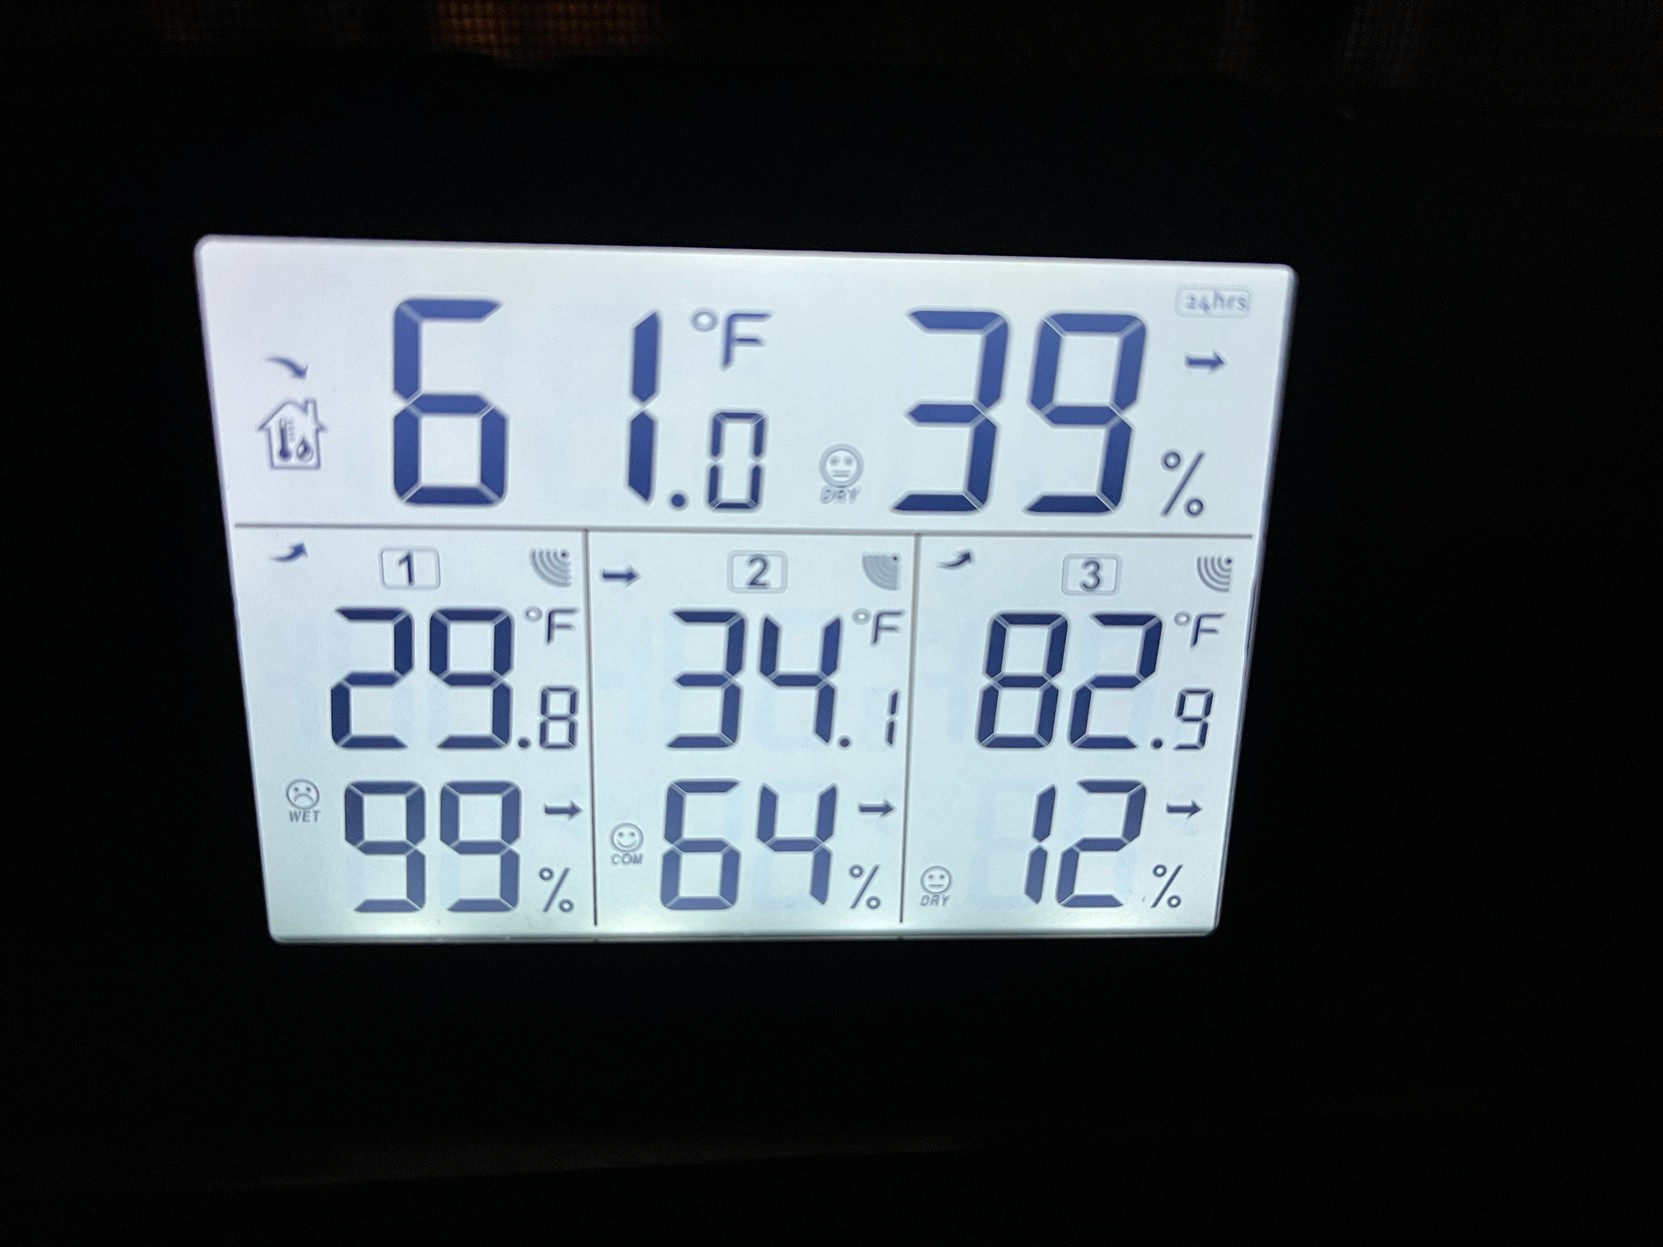 24hrs
61.0 °F 39 %
DRY
1 2 3
29.8 °F 34.1 °F 82.9 °F
WET 99 % COM 64 % DRY 12 %